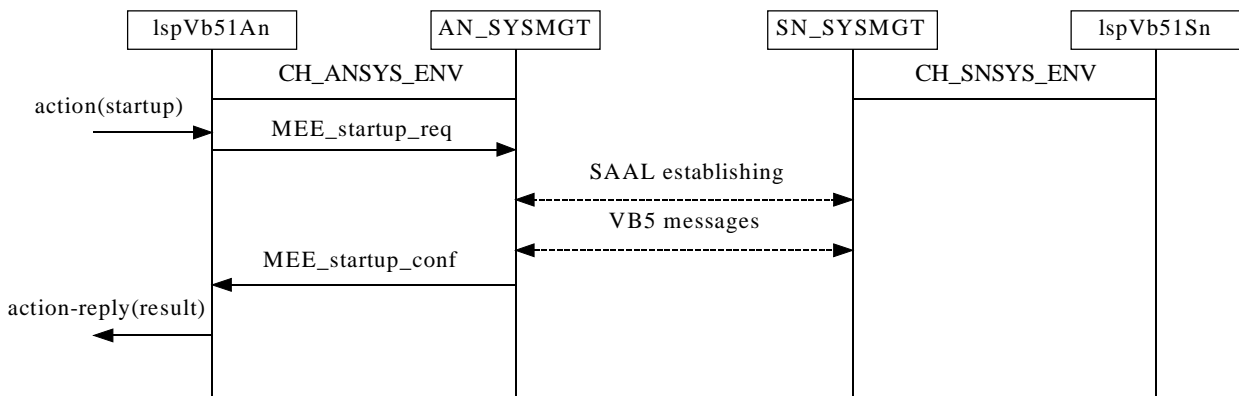 lspVb51An
AN_SYSMGT
SN_SYSMGT
lspVb51Sn
CH_ANSYS_ENV
CH_SNSYS_ENV
action(startup)
MEE_startup_req
SAAL establishing
VB5 messages
MEE_startup_conf
action-reply(result)